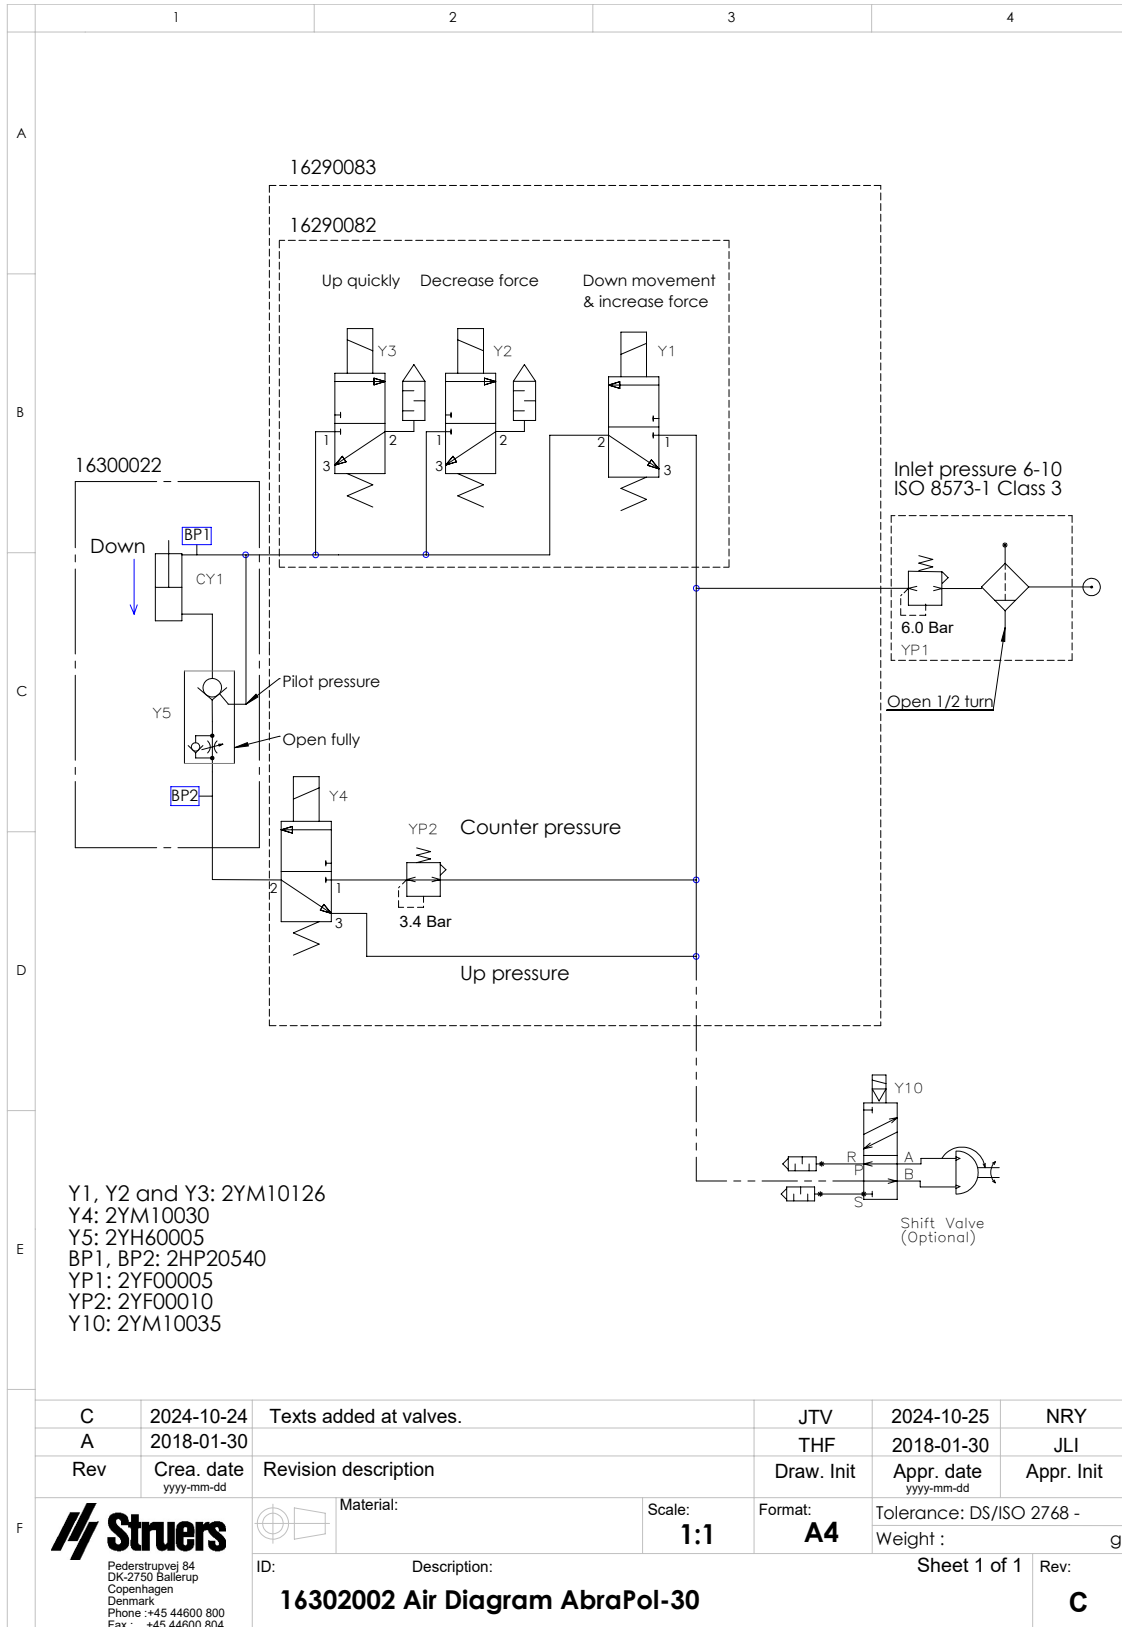 1 2 3 4
A
16290083
16290082
Up quickly Decrease force Down movement
& increase force
Y3 Y2 Y1
B
1 2 1 2 2 1
3 3 3
16300022
Inlet pressure 6-10
ISO 8573-1 Class 3
BP1
Down
CY1
6.0 Bar
YP1
C
Pilot pressure
Open 1/2 turn
Y5
Open fully
BP2
Y4
YP2 Counter pressure
2 1
3
3.4 Bar
D
Up pressure
Y10
R A
P B
S
Shift Valve
(Optional)
Y1, Y2 and Y3: 2YM10126
Y4: 2YM10030
E
Y5: 2YH60005
BP1, BP2: 2HP20540
YP1: 2YF00005
YP2: 2YF00010
Y10: 2YM10035
C 2024-10-24 Texts added at valves. JTV 2024-10-25 NRY
A 2018-01-30 THF 2018-01-30 JLI
Rev Crea. date Revision description Draw. Init Appr. date Appr. Init
yyyy-mm-dd yyyy-mm-dd
F
Struers
Material: Scale: Format: Tolerance: DS/ISO 2768 -
1:1 A4 Weight : g
Pederstrupvej 84
DK-2750 Ballerup
Copenhagen
Denmark
Phone :+45 44600 800
Fax : +45 44600 804
ID: Description: Sheet 1 of 1 Rev:
16302002 Air Diagram AbraPol-30 C